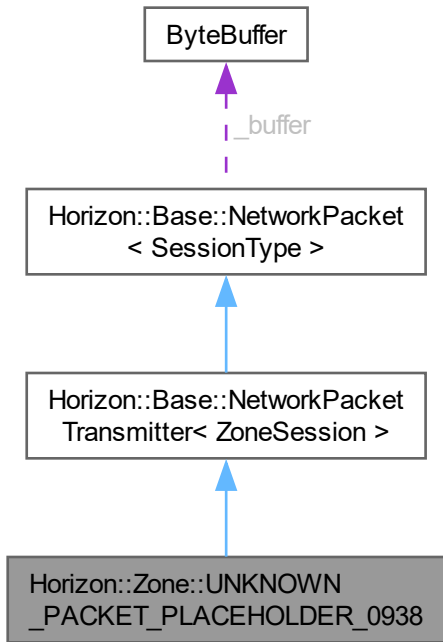 ByteBuffer
_buffer
Horizon::Base::NetworkPacket
< SessionType >
Horizon::Base::NetworkPacket
Transmitter< ZoneSession >
Horizon::Zone::UNKNOWN
_PACKET_PLACEHOLDER_0938